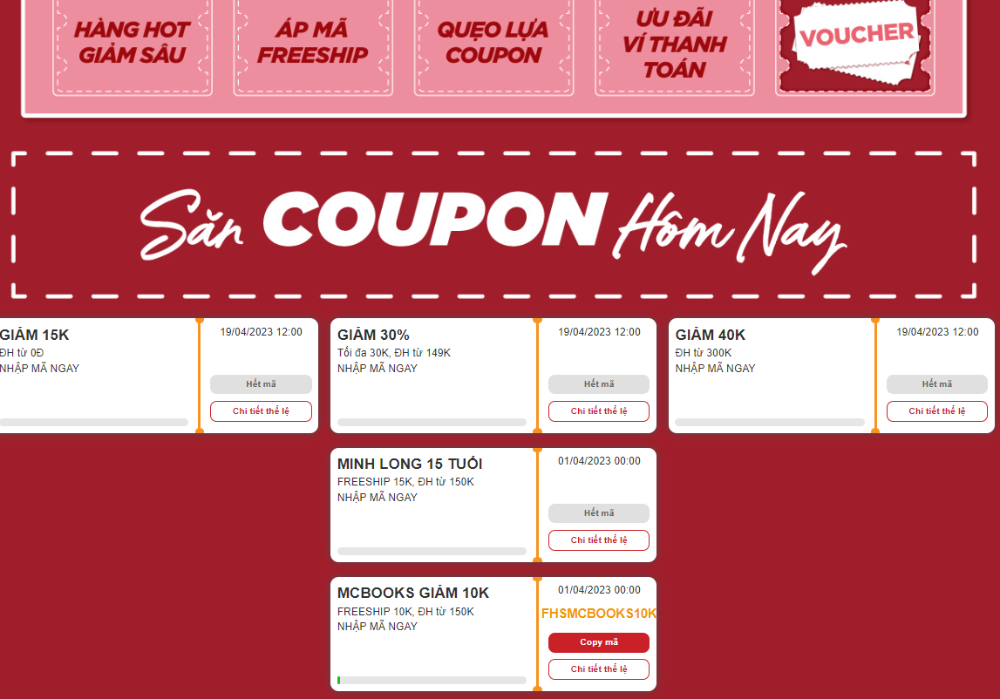 HÀNG HOT
GIẢM SÂU
ÁP MÃ
FREESHIP
QUẸO LỰA
COUPON
ƯU ĐÃI
VÍ THANH
TOÁN
VOUCHER
Săn COUPON Hôm Nay
GIẢM 15K
ĐH từ 0Đ
NHẬP MÃ NGAY
19/04/2023 12:00
Hết mã
Chi tiết thể lệ
GIẢM 30%
Tối đa 30K, ĐH từ 149K
NHẬP MÃ NGAY
19/04/2023 12:00
Hết mã
Chi tiết thể lệ
GIẢM 40K
ĐH từ 300K
NHẬP MÃ NGAY
19/04/2023 12:00
Hết mã
Chi tiết thể lệ
MINH LONG 15 TUỔI
FREESHIP 15K, ĐH từ 150K
NHẬP MÃ NGAY
01/04/2023 00:00
Hết mã
Chi tiết thể lệ
MCBOOKS GIẢM 10K
FREESHIP 10K, ĐH từ 150K
NHẬP MÃ NGAY
01/04/2023 00:00
FHSMCBOOKS10K
Copy mã
Chi tiết thể lệ